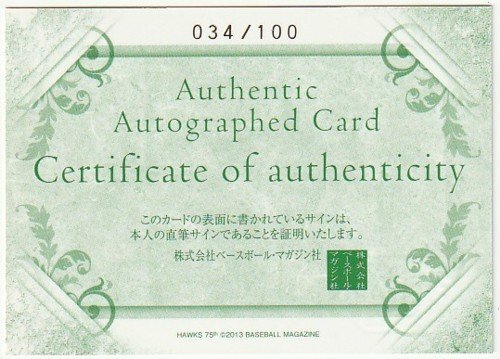 034/100
Authentic
Autographed Card
Certificate of authenticity
このカードの表面に書かれているサインは、
本人の直筆サインであることを証明いたします。
株式会社ベースボール・マガジン社
株式会社
ベースボール
マガジン社
HAWKS 75th ©2013 BASEBALL MAGAZINE